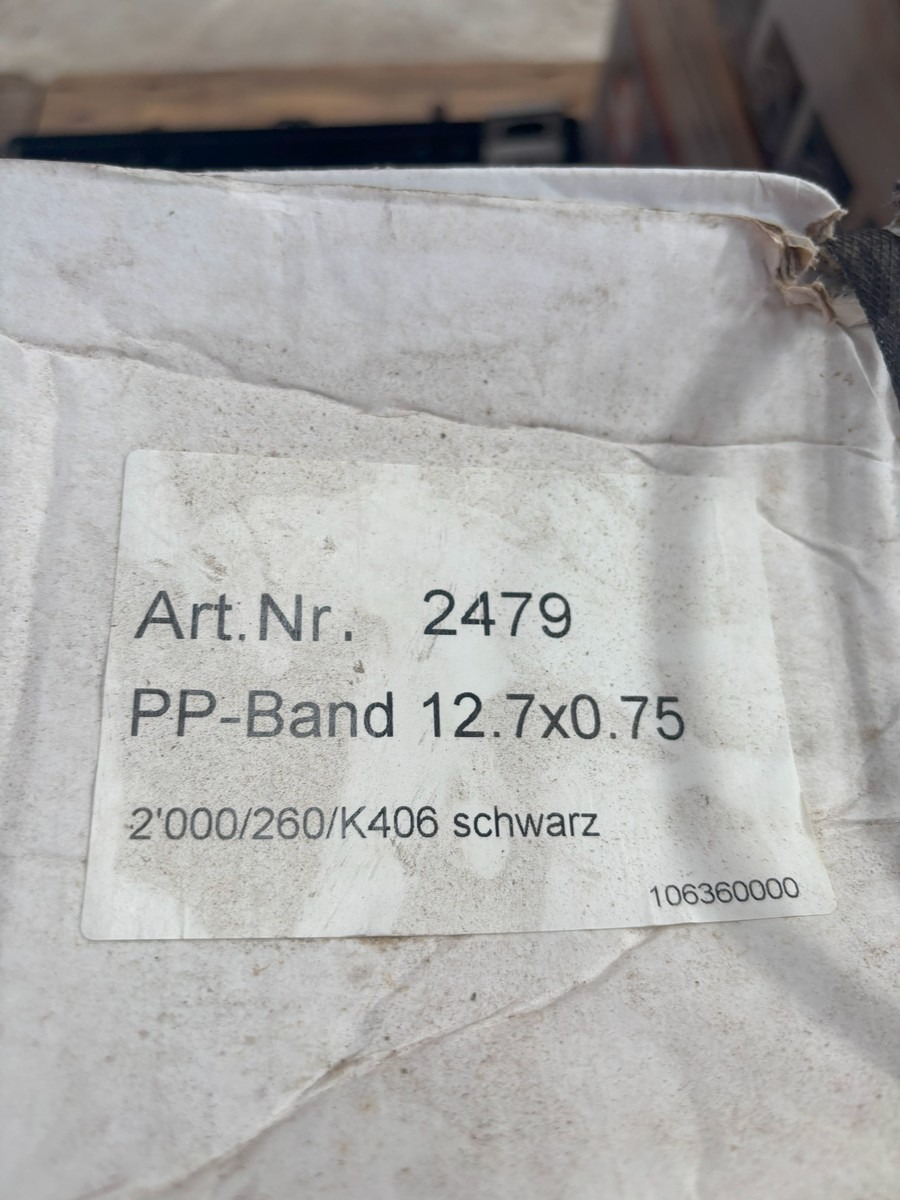 Art.Nr. 2479
PP-Band 12.7x0.75
2'000/260/K406 schwarz
106360000